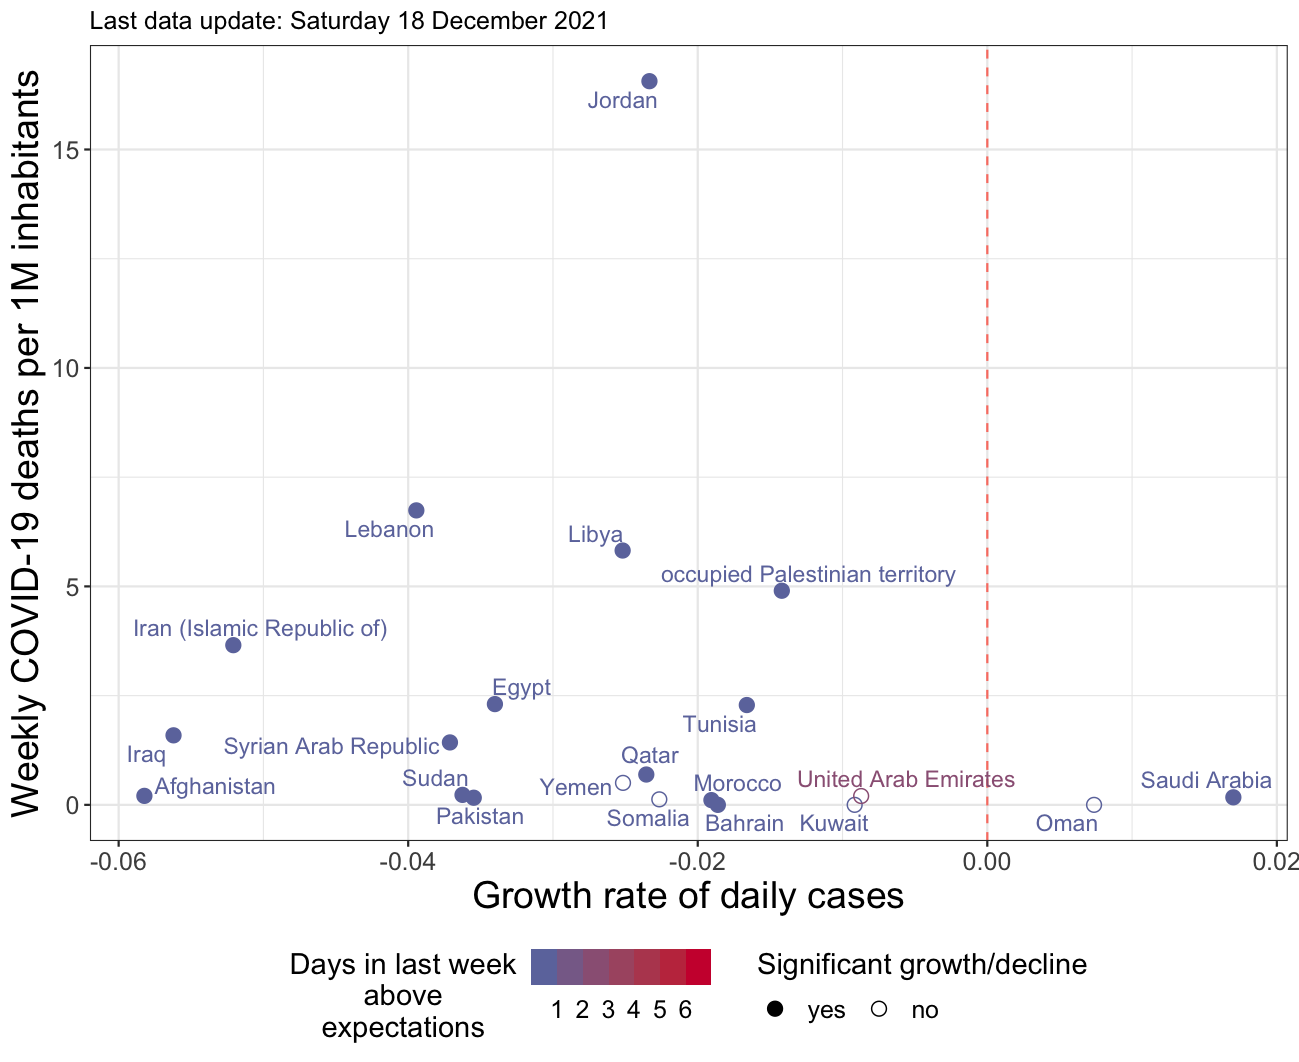 Last data update: Saturday 18 December 2021
Weekly COVID-19 deaths per 1M inhabitants
15
10
5
0
Jordan
Lebanon
Libya
occupied Palestinian territory
Iran (Islamic Republic of)
Egypt
Tunisia
Iraq
Syrian Arab Republic
Qatar
Afghanistan
Sudan
Yemen
Morocco
United Arab Emirates
Saudi Arabia
Pakistan
Somalia
Bahrain
Kuwait
Oman
-0.06
-0.04
-0.02
0.00
0.02
Growth rate of daily cases
Days in last week
above
expectations
1 2 3 4 5 6
Significant growth/decline
yes
no